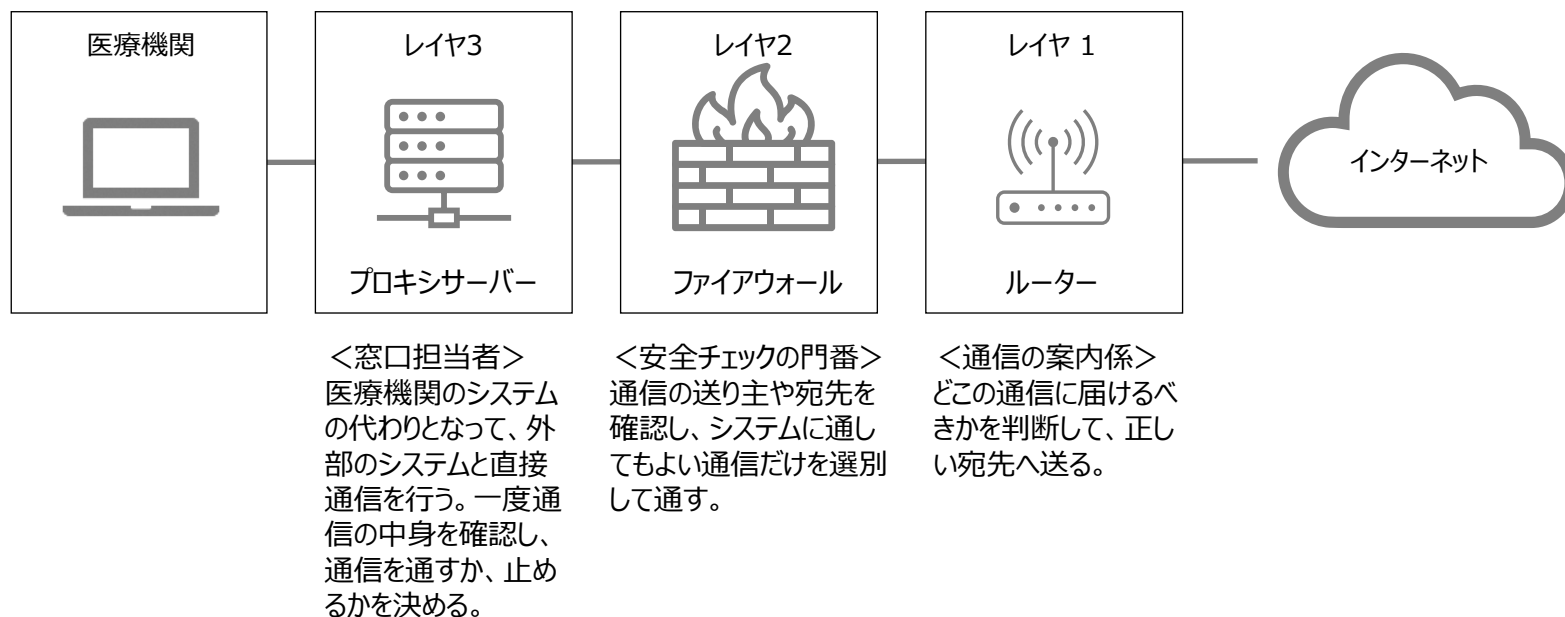 医療機関
レイヤ3
レイヤ2
レイヤ 1
インターネット
プロキシサーバー
ファイアウォール
ルーター
＜窓口担当者＞
医療機関のシステム
の代わりとなって、外
部のシステムと直接
通信を行う。一度通
信の中身を確認し、
通信を通すか、止め
るかを決める。
＜安全チェックの門番＞
通信の送り主や宛先を
確認し、システムに通し
てもよい通信だけを選別
して通す。
＜通信の案内係＞
どこの通信に届けるべ
きかを判断して、正し
い宛先へ送る。